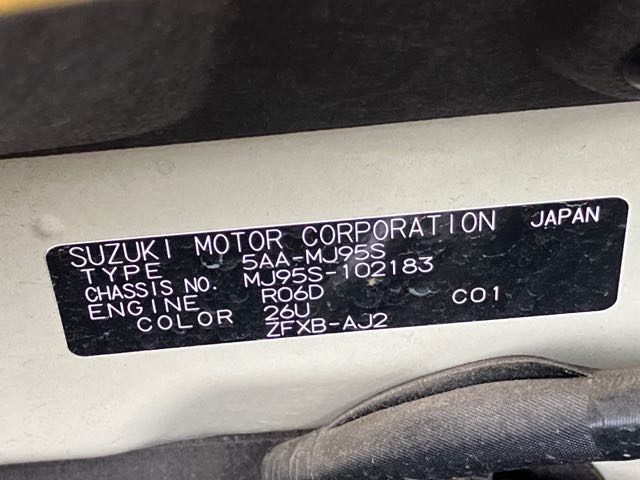 SUZUKI MOTOR CORPORATION JAPAN
TYPE 5AA-MJ95S
CHASSIS NO. MJ95S-102183
ENGINE R06D
COLOR 26U C01
ZFXB-AJ2